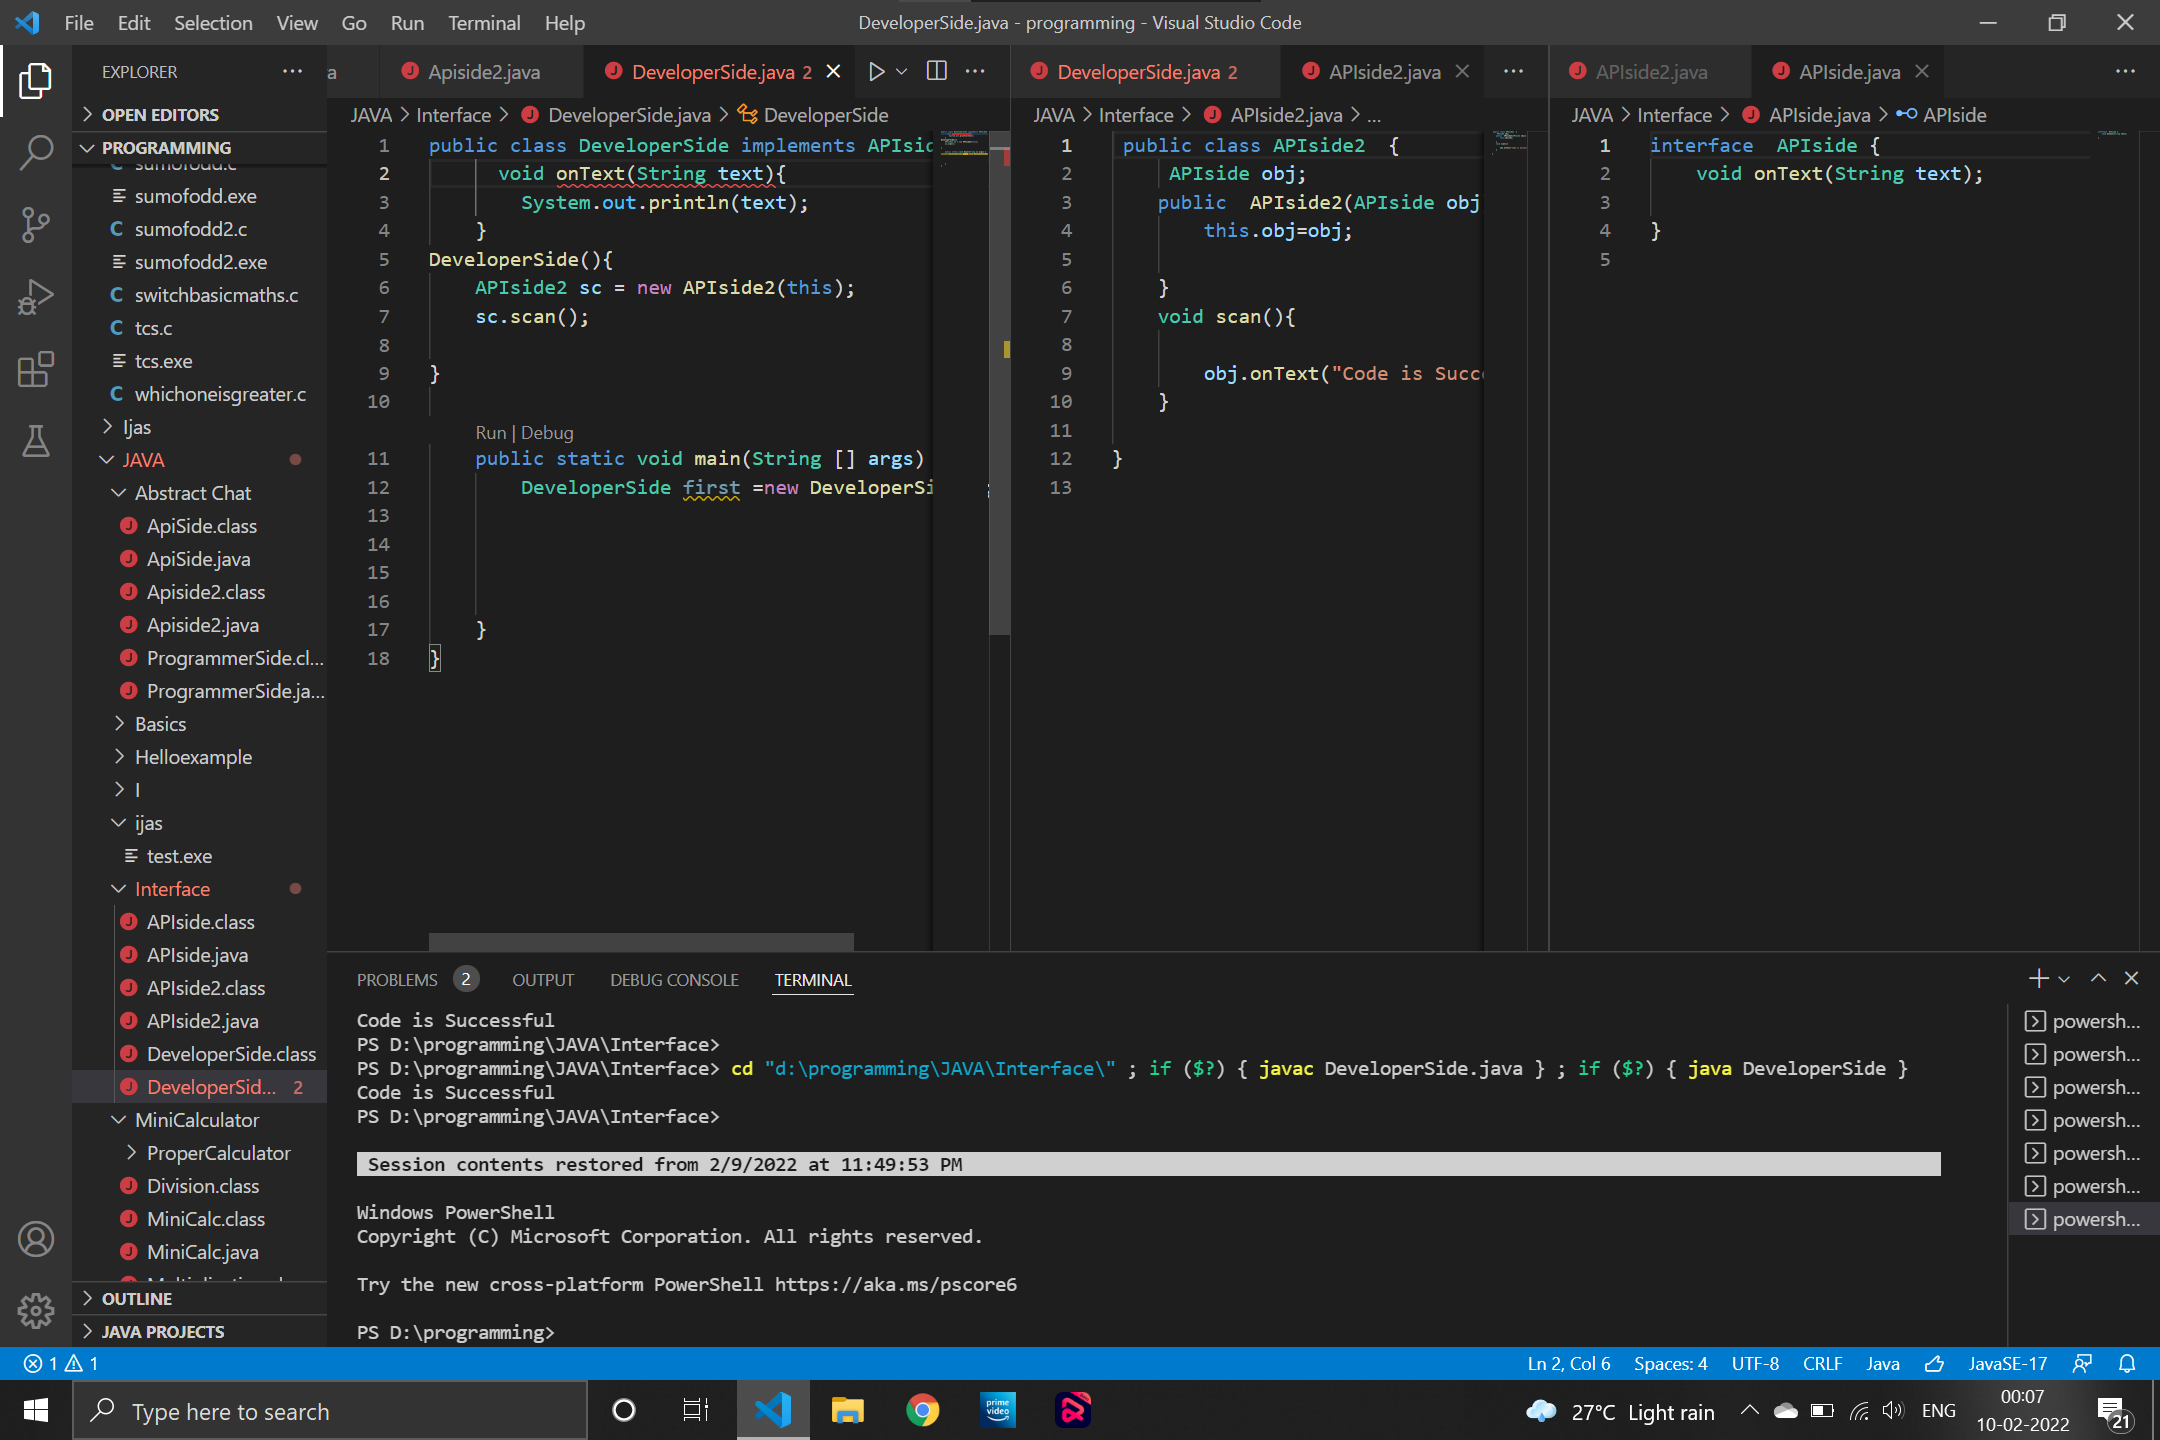 File Edit Selection View Go Run Terminal Help
DeveloperSide.java - programming - Visual Studio Code
EXPLORER
OPEN EDITORS
PROGRAMMING
sumofodd.c
sumofodd.exe
sumofodd2.c
sumofodd2.exe
switchbasicmaths.c
tcs.c
tcs.exe
whichoneisgreater.c
Ijas
JAVA
Abstract Chat
ApiSide.class
ApiSide.java
Apiside2.class
Apiside2.java
ProgrammerSide.cl...
ProgrammerSide.ja...
Basics
Helloexample
I
ijas
test.exe
Interface
APIside.class
APIside.java
APIside2.class
APIside2.java
DeveloperSide.class
DeveloperSid... 2
MiniCalculator
ProperCalculator
Division.class
MiniCalc.class
MiniCalc.java
OUTLINE
JAVA PROJECTS
a Apiside2.java DeveloperSide.java 2
JAVA > Interface > DeveloperSide.java > DeveloperSide
1 public class DeveloperSide implements APIsid
2 void onText(String text){
3 System.out.println(text);
4 }
5 DeveloperSide(){
6 APIside2 sc = new APIside2(this);
7 sc.scan();
8
9 }
10
Run | Debug
11 public static void main(String [] args)
12 DeveloperSide first =new DeveloperSi ;
13
14
15
16
17 }
18 }
DeveloperSide.java 2 APIside2.java
JAVA > Interface > APIside2.java > ...
1 public class APIside2 {
2 APIside obj;
3 public APIside2(APIside obj
4 this.obj=obj;
5
6 }
7 void scan(){
8
9 obj.onText("Code is Succ
10 }
11
12 }
13
APIside2.java APIside.java
JAVA > Interface > APIside.java > APIside
1 interface APIside {
2 void onText(String text);
3
4 }
5
PROBLEMS 2 OUTPUT DEBUG CONSOLE TERMINAL
Code is Successful
PS D:\programming\JAVA\Interface>
PS D:\programming\JAVA\Interface> cd "d:\programming\JAVA\Interface\" ; if ($?) { javac DeveloperSide.java } ; if ($?) { java DeveloperSide }
Code is Successful
PS D:\programming\JAVA\Interface>
Session contents restored from 2/9/2022 at 11:49:53 PM
Windows PowerShell
Copyright (C) Microsoft Corporation. All rights reserved.
Try the new cross-platform PowerShell https://aka.ms/pscore6
PS D:\programming>
powersh...
powersh...
powersh...
powersh...
powersh...
powersh...
powersh...
1 1
Ln 2, Col 6 Spaces: 4 UTF-8 CRLF Java JavaSE-17
Type here to search
prime video
27°C Light rain
ENG
00:07
10-02-2022
21